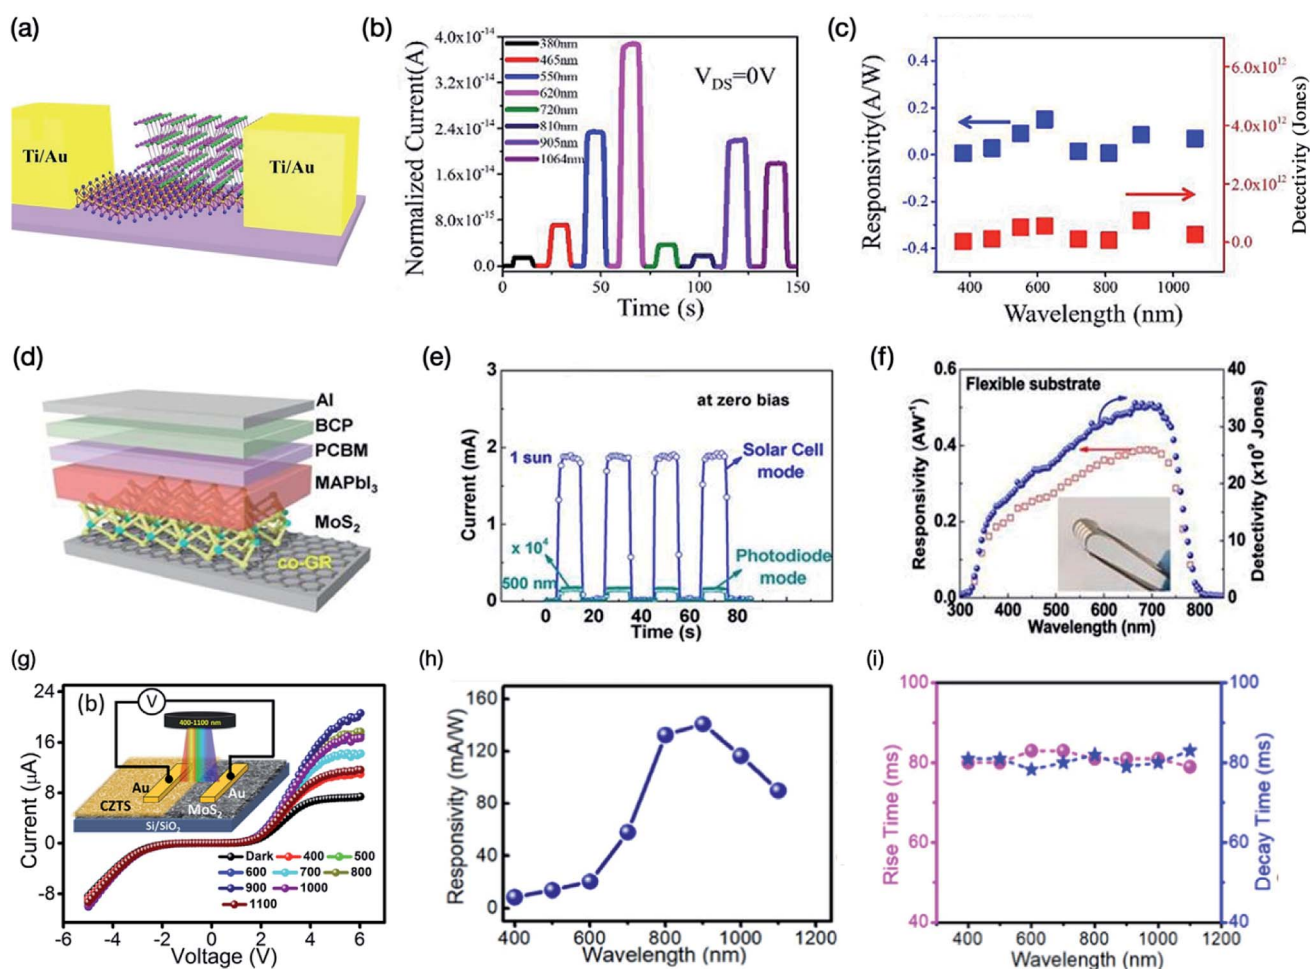 (a)
Ti/Au
Ti/Au
(b)
Normalized Current(A)
4.0x10⁻¹⁴
3.2x10⁻¹⁴
2.4x10⁻¹⁴
1.6x10⁻¹⁴
8.0x10⁻¹⁵
0.0
380nm
465nm
550nm
620nm
720nm
810nm
905nm
1064nm
V_DS=0V
0 50 100 150
Time (s)
(c)
Responsivity(A/W)
0.4
0.2
0.0
-0.2
-0.4
6.0x10¹²
4.0x10¹²
2.0x10¹²
0.0
Detectivity (Jones)
400 600 800 1000
Wavelength (nm)
(d)
Al
BCP
PCBM
MAPbI₃
MoS₂
co-GR
(e)
Current (mA)
3
2
1
0
at zero bias
1 sun
Solar Cell
mode
x 10⁴
500 nm
Photodiode
mode
0 20 40 60 80
Time (s)
(f)
Responsivity (AW⁻¹)
0.6
0.4
0.2
0.0
Flexible substrate
40
30
20
10
0
Detectivity (x10⁹ Jones)
300 400 500 600 700 800
Wavelength (nm)
(g)
Current (μA)
24
16
8
0
-8
(b)
V
400-1100 nm
Au
Au
CZTS
MoS₂
Si/SiO₂
Dark 400 500
600 700 800
900 1000
1100
-6 -4 -2 0 2 4 6
Voltage (V)
(h)
Responsivity (mA/W)
160
120
80
40
0
400 600 800 1000 1200
Wavelength (nm)
(i)
Rise Time (ms)
100
80
60
40
100
80
60
40
Decay Time (ms)
400 600 800 1000 1200
Wavelength (nm)